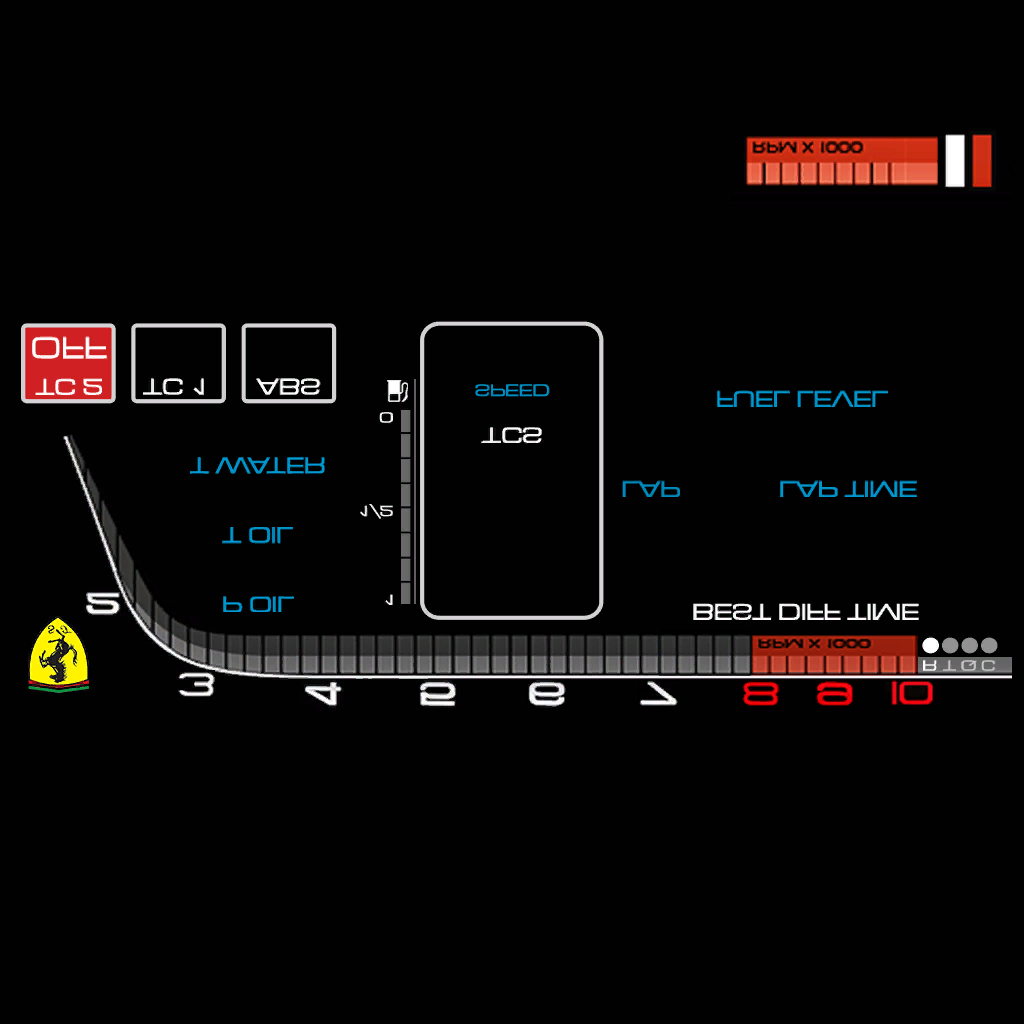 RPM X 1000
OFF
TC 2
TC 1
ABS
SPEED
FUEL LEVEL
0
TCS
T WATER
LAP
LAP TIME
1/2
T OIL
1
P OIL
BEST DIFF TIME
RPM X 1000
R T Q C
2 3 4 5 6 7 8 9 10